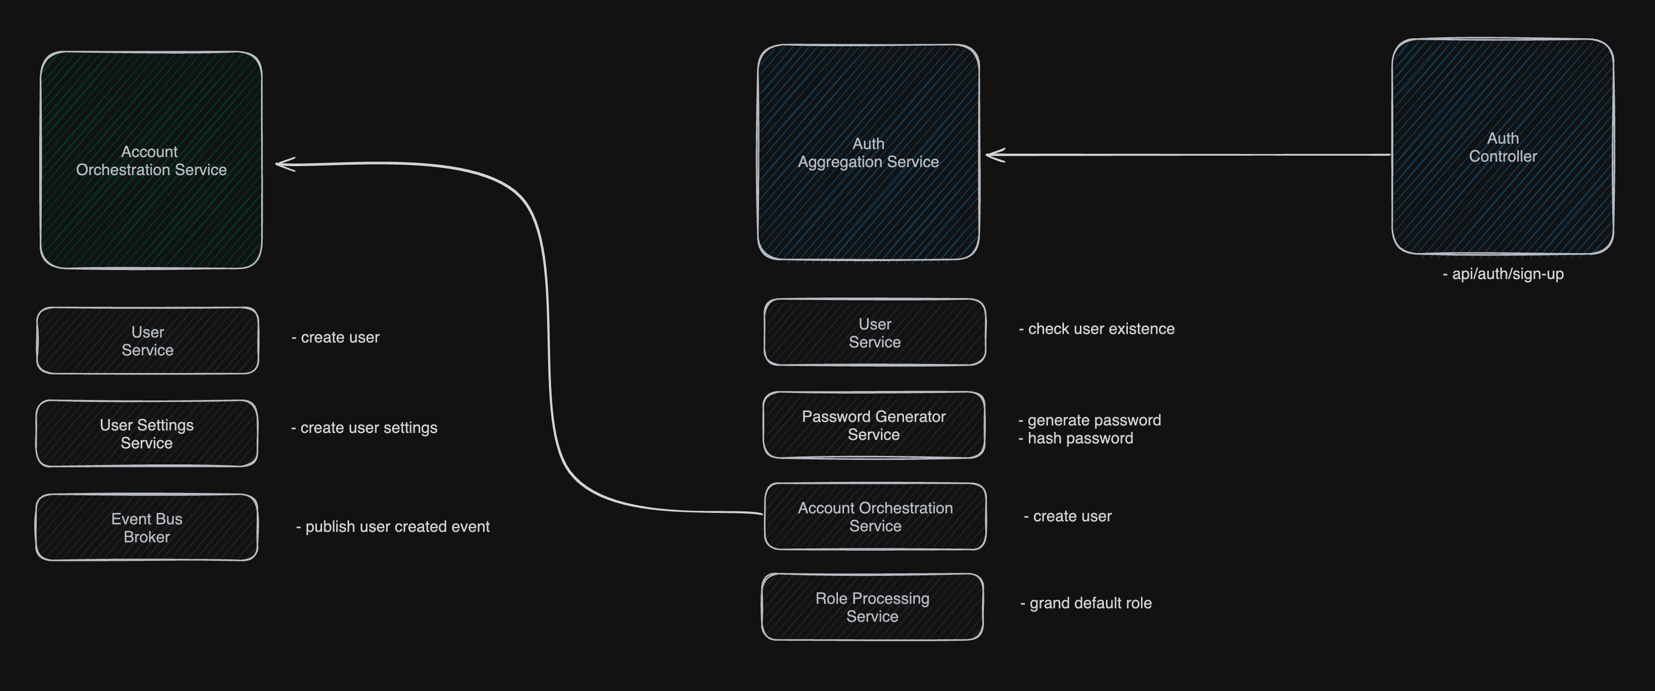 Account
Orchestration Service
User
Service
- create user
User Settings
Service
- create user settings
Event Bus
Broker
- publish user created event
Auth
Aggregation Service
User
Service
- check user existence
Password Generator
Service
- generate password
- hash password
Account Orchestration
Service
- create user
Role Processing
Service
- grand default role
Auth
Controller
- api/auth/sign-up